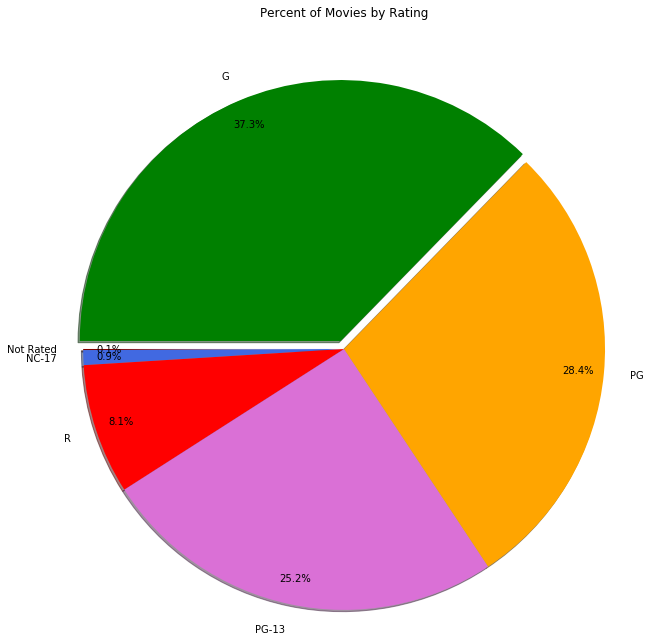 Percent of Movies by Rating
G
37.3%
Not Rated
0.1%
NC-17
0.9%
28.4%
PG
8.1%
R
25.2%
PG-13